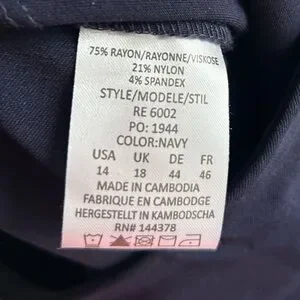 75% RAYON/RAYONNE/VISKOSE
21% NYLON
4% SPANDEX
STYLE/MODELE/STIL
RE 6002
PO: 1944
COLOR:NAVY
USA UK DE FR
14 18 44 46
MADE IN CAMBODIA
FABRIQUE EN CAMBODGE
HERGESTELLT IN KAMBODSCHA
RN# 144378